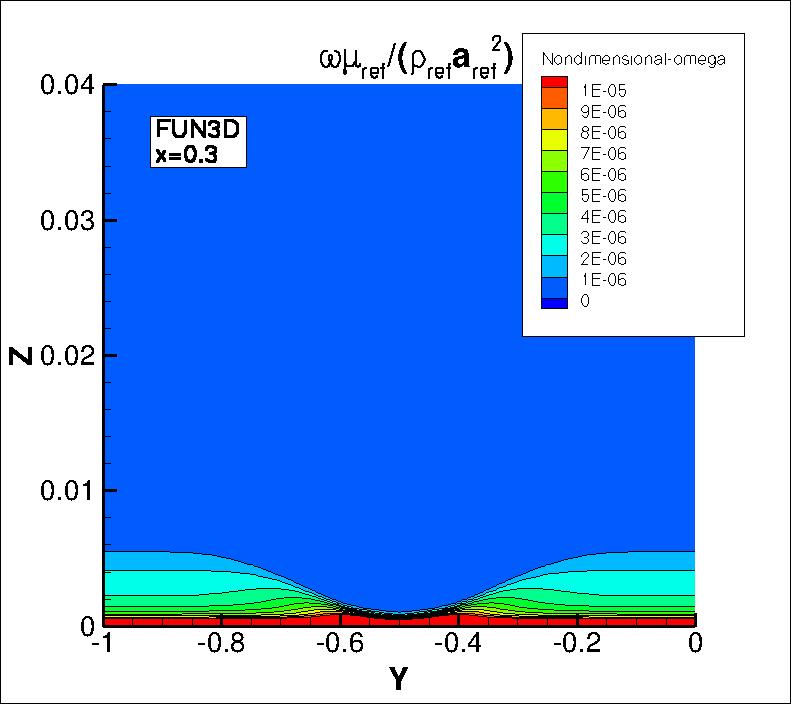 ωμref/(ρrefaref2)
Nondimensional-omega
1E-05
9E-06
8E-06
7E-06
6E-06
5E-06
4E-06
3E-06
2E-06
1E-06
0
FUN3D
x=0.3
0.04
0.03
0.02
0.01
0
Z
-1
-0.8
-0.6
-0.4
-0.2
0
Y